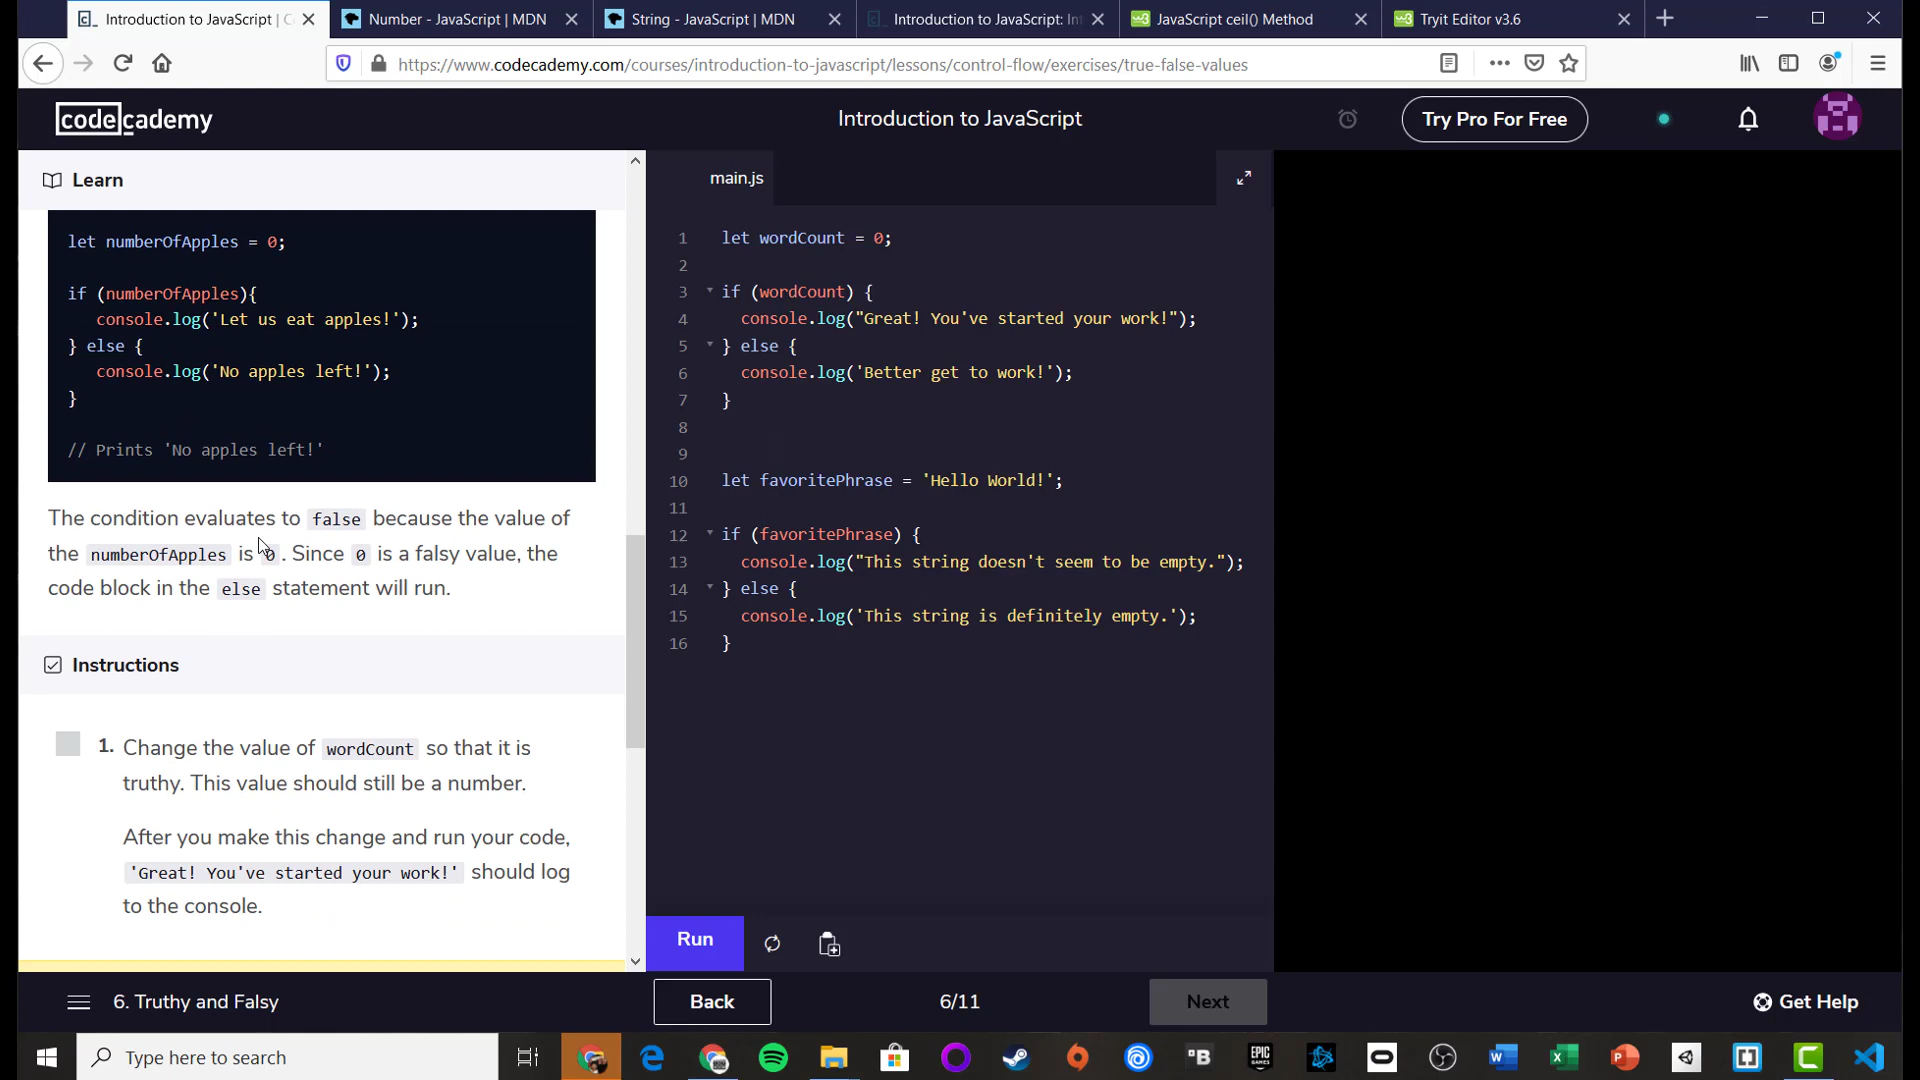 Introduction to JavaScript | C
Number - JavaScript | MDN
String - JavaScript | MDN
Introduction to JavaScript: In
JavaScript ceil() Method
Tryit Editor v3.6
https://www.codecademy.com/courses/introduction-to-javascript/lessons/control-flow/exercises/true-false-values
codecademy
Introduction to JavaScript
Try Pro For Free
Learn
let numberOfApples = 0;
if (numberOfApples){
console.log('Let us eat apples!');
} else {
console.log('No apples left!');
}
// Prints 'No apples left!'
The condition evaluates to false because the value of
the numberOfApples is 0. Since 0 is a falsy value, the
code block in the else statement will run.
Instructions
1. Change the value of wordCount so that it is
truthy. This value should still be a number.
After you make this change and run your code,
'Great! You've started your work!' should log
to the console.
main.js
1 let wordCount = 0;
2
3 if (wordCount) {
4 console.log("Great! You've started your work!");
5 } else {
6 console.log('Better get to work!');
7 }
8
9
10 let favoritePhrase = 'Hello World!';
11
12 if (favoritePhrase) {
13 console.log("This string doesn't seem to be empty.");
14 } else {
15 console.log('This string is definitely empty.');
16 }
Run
6. Truthy and Falsy
Back
6/11
Next
Get Help
Type here to search
B
EPIC GAMES